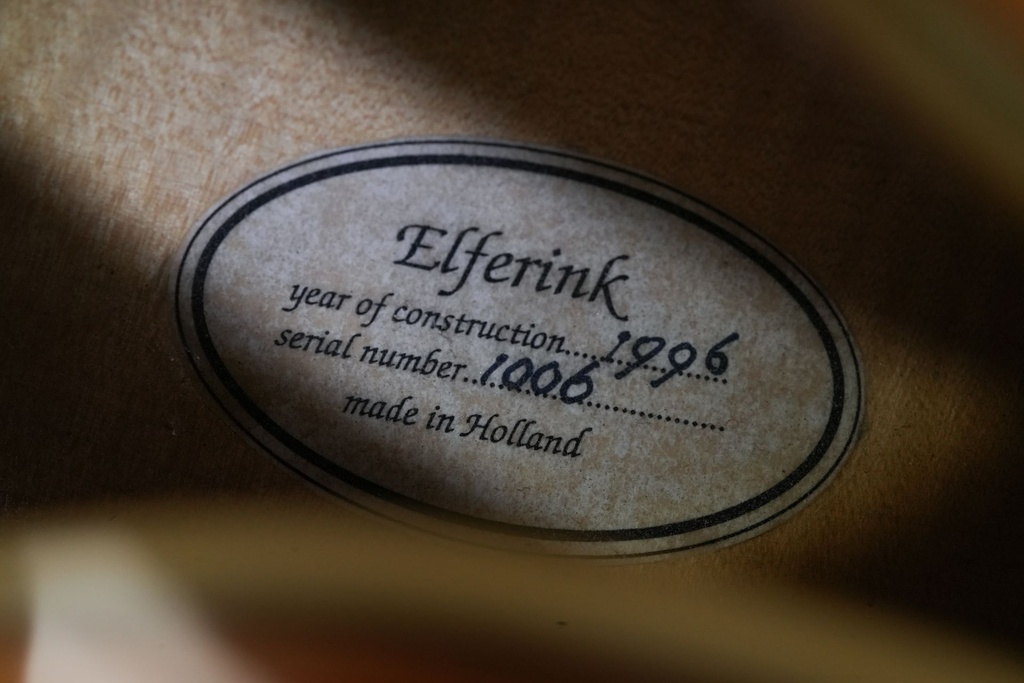 Elferink
year of construction....1996
serial number..1006....................
made in Holland